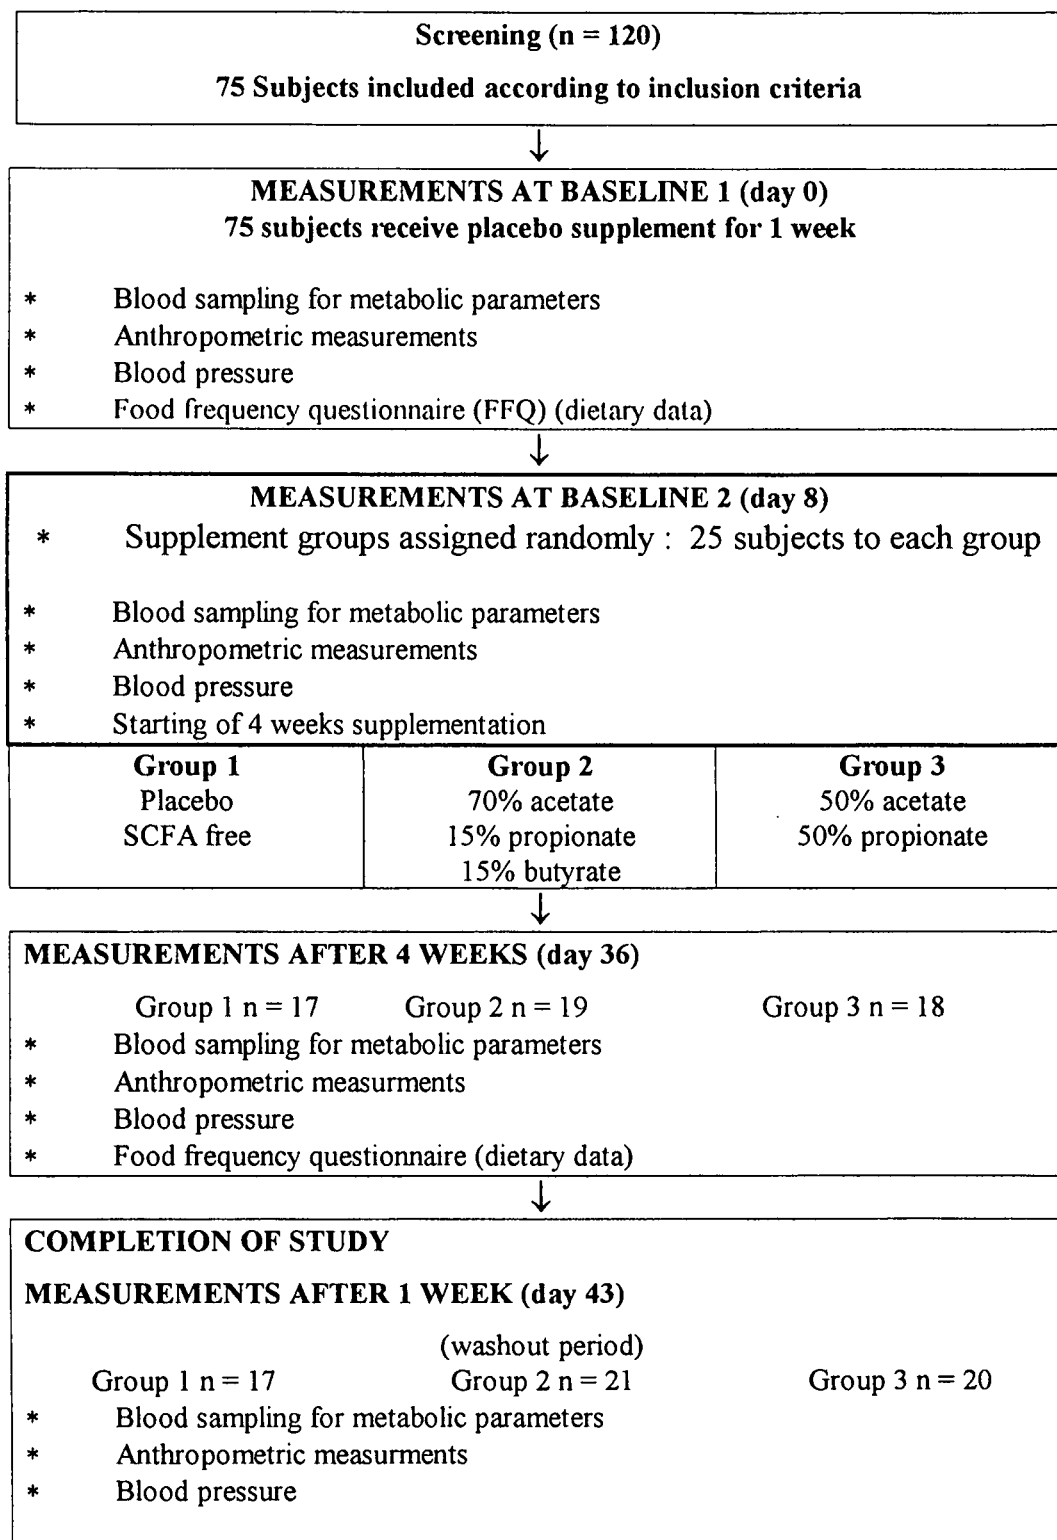 Screening (n = 120)
75 Subjects included according to inclusion criteria
MEASUREMENTS AT BASELINE 1 (day 0)
75 subjects receive placebo supplement for 1 week
* Blood sampling for metabolic parameters
* Anthropometric measurements
* Blood pressure
* Food frequency questionnaire (FFQ) (dietary data)
MEASUREMENTS AT BASELINE 2 (day 8)
* Supplement groups assigned randomly : 25 subjects to each group
* Blood sampling for metabolic parameters
* Anthropometric measurements
* Blood pressure
* Starting of 4 weeks supplementation
Group 1 Group 2 Group 3
Placebo 70% acetate 50% acetate
SCFA free 15% propionate 50% propionate
15% butyrate
MEASUREMENTS AFTER 4 WEEKS (day 36)
Group 1 n = 17 Group 2 n = 19 Group 3 n = 18
* Blood sampling for metabolic parameters
* Anthropometric measurments
* Blood pressure
* Food frequency questionnaire (dietary data)
COMPLETION OF STUDY
MEASUREMENTS AFTER 1 WEEK (day 43)
(washout period)
Group 1 n = 17 Group 2 n = 21 Group 3 n = 20
* Blood sampling for metabolic parameters
* Anthropometric measurments
* Blood pressure